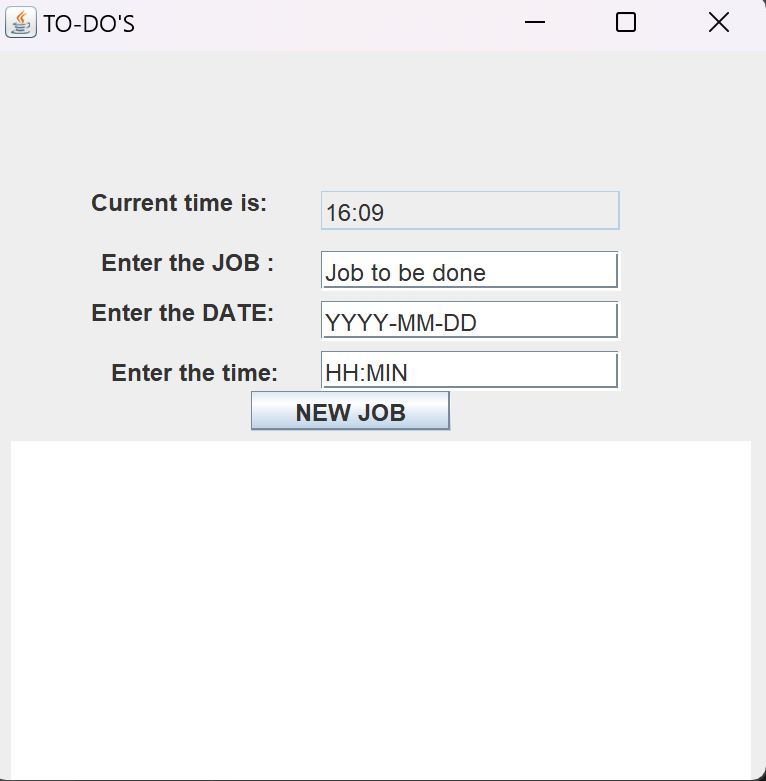 TO-DO'S
Current time is: 16:09
Enter the JOB : Job to be done
Enter the DATE: YYYY-MM-DD
Enter the time: HH:MIN
NEW JOB